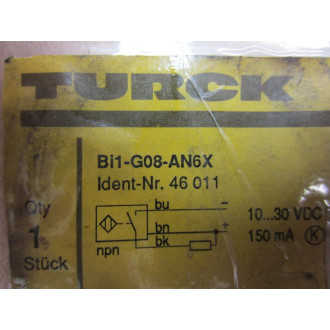 TURCK
Bi1-G08-AN6X
Ident-Nr. 46 011
Qty
1
Stück
npn
bu −
bn +
bk
10...30 VDC
150 mA K